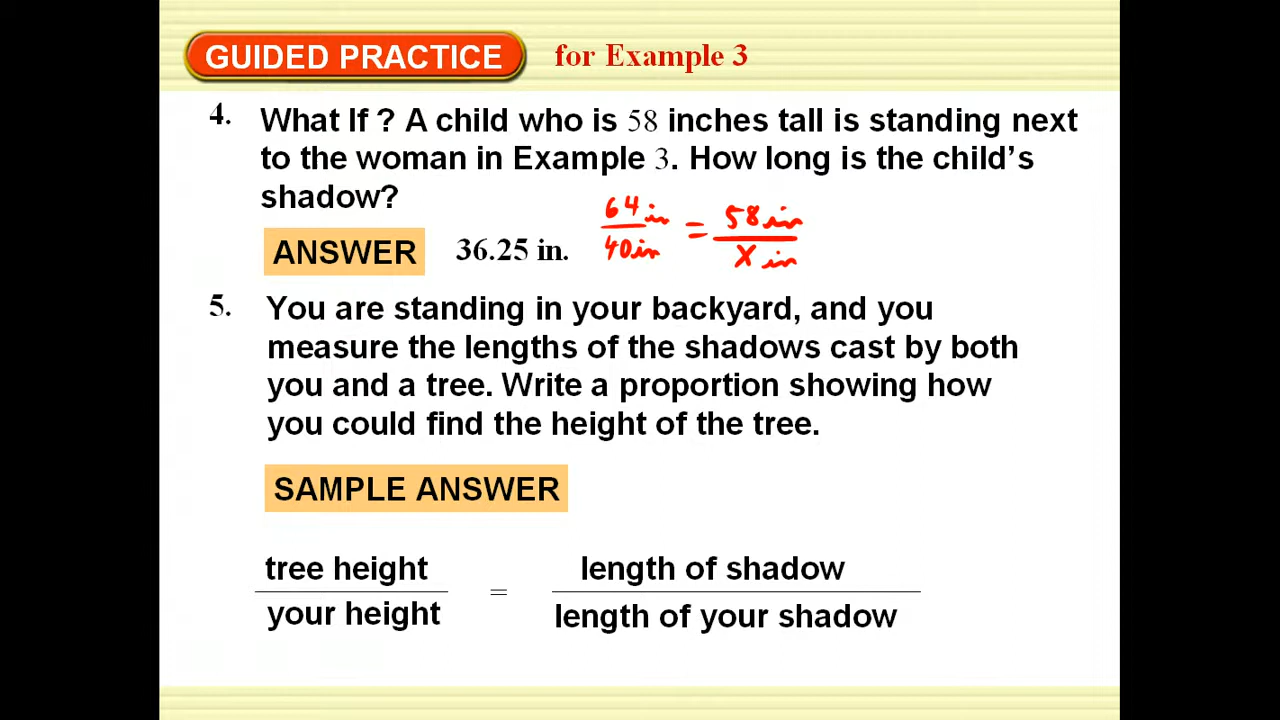 GUIDED PRACTICE for Example 3
4. What If ? A child who is 58 inches tall is standing next
to the woman in Example 3. How long is the child's
shadow?
ANSWER 36.25 in.
64 in / 40 in = 58 in / x in
5. You are standing in your backyard, and you
measure the lengths of the shadows cast by both
you and a tree. Write a proportion showing how
you could find the height of the tree.
SAMPLE ANSWER
tree height = length of shadow
your height length of your shadow